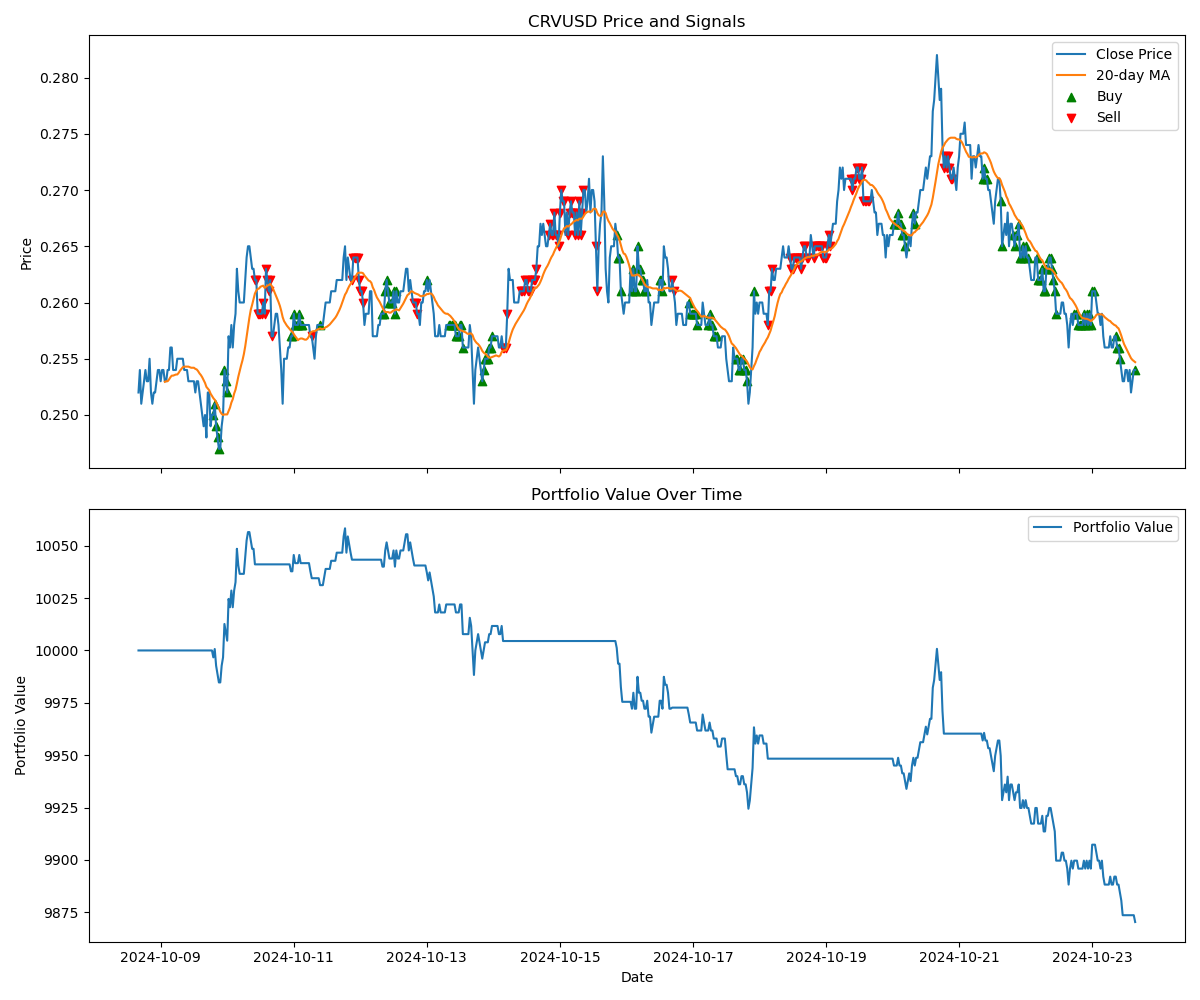 CRVUSD Price and Signals
Price
0.280
0.275
0.270
0.265
0.260
0.255
0.250
Close Price
20-day MA
Buy
Sell
Portfolio Value Over Time
Portfolio Value
10050
10025
10000
9975
9950
9925
9900
9875
Portfolio Value
2024-10-09 2024-10-11 2024-10-13 2024-10-15 2024-10-17 2024-10-19 2024-10-21 2024-10-23
Date